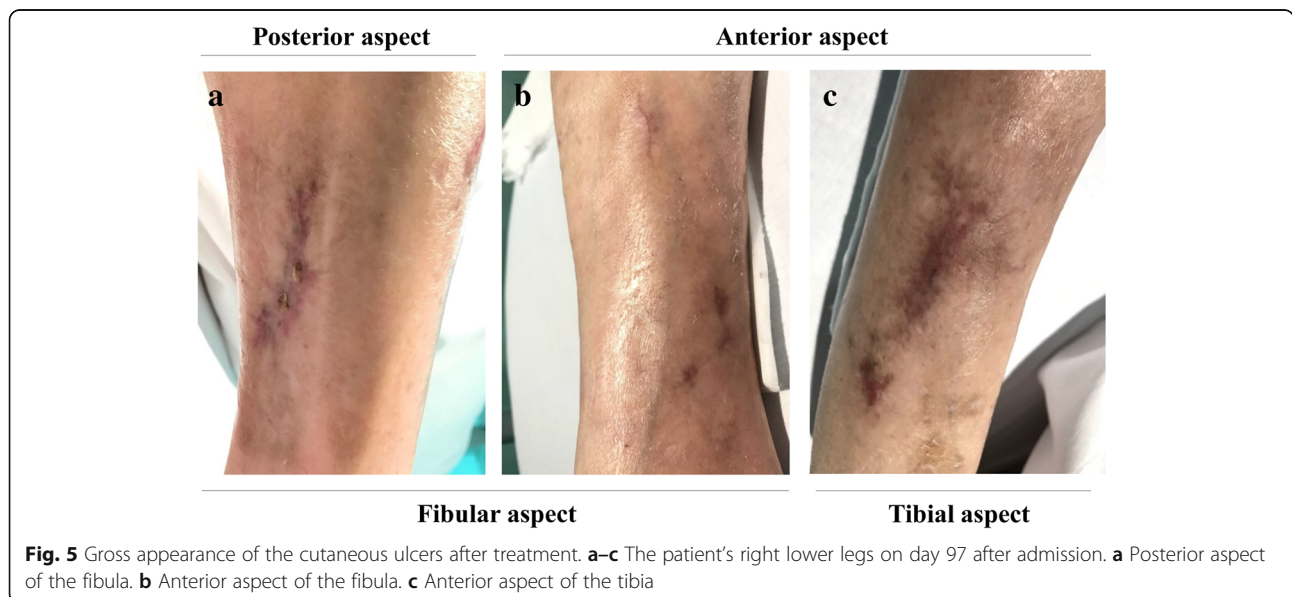 Posterior aspect
Anterior aspect
a
b
c
Fibular aspect
Tibial aspect
Fig. 5 Gross appearance of the cutaneous ulcers after treatment. a–c The patient’s right lower legs on day 97 after admission. a Posterior aspect
of the fibula. b Anterior aspect of the fibula. c Anterior aspect of the tibia